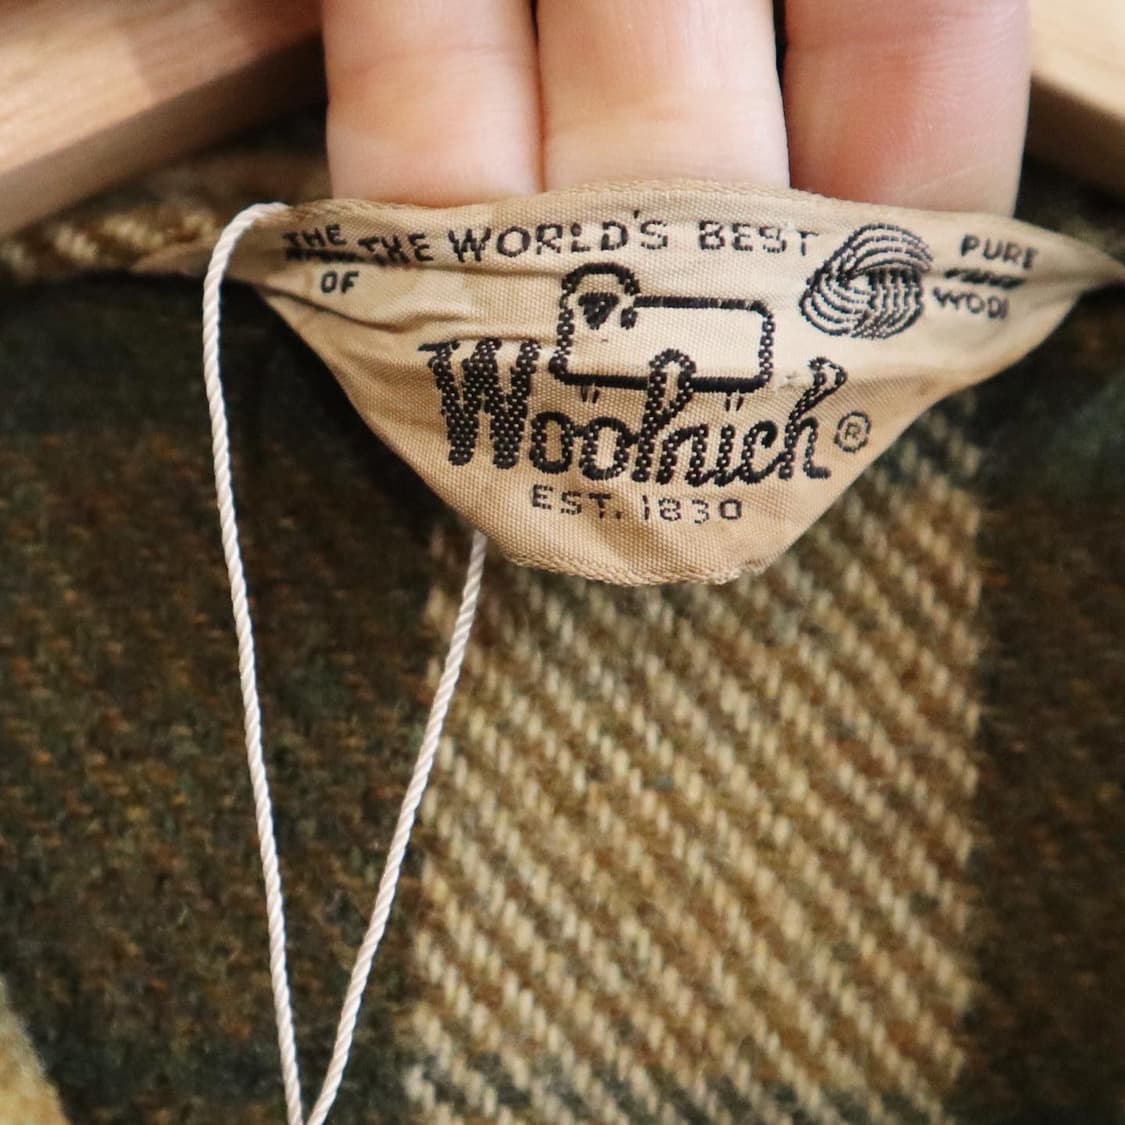 THE
OF
THE WORLD'S BEST
PURE
WOOL
Woolrich®
EST. 1830